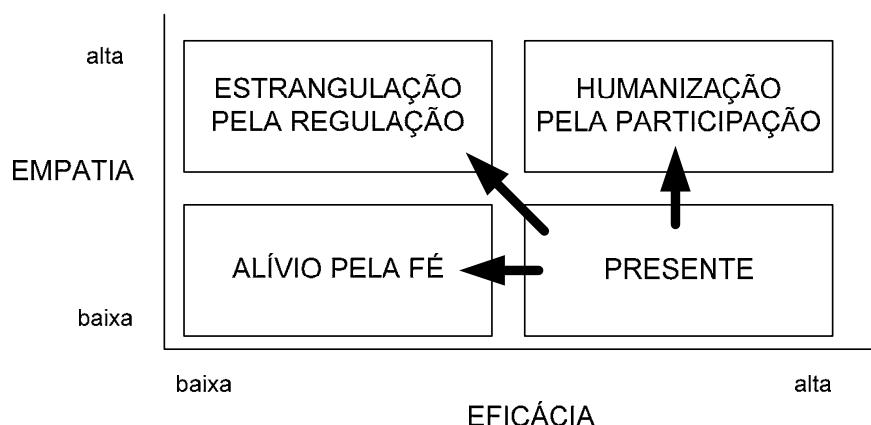 alta
ESTRANGULAÇÃO
PELA REGULAÇÃO
HUMANIZAÇÃO
PELA PARTICIPAÇÃO
EMPATIA
ALÍVIO PELA FÉ
PRESENTE
baixa
baixa
alta
EFICÁCIA